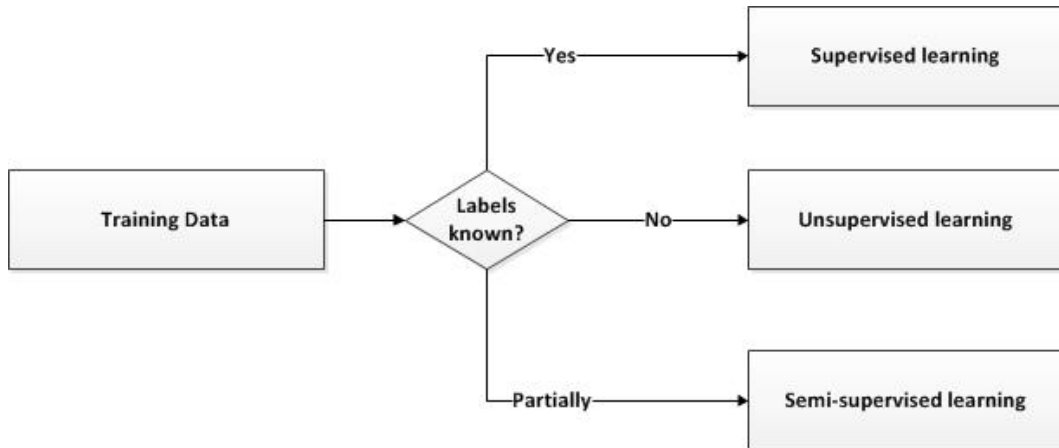 Yes
Supervised learning
Training Data
Labels
known?
No
Unsupervised learning
Partially
Semi-supervised learning